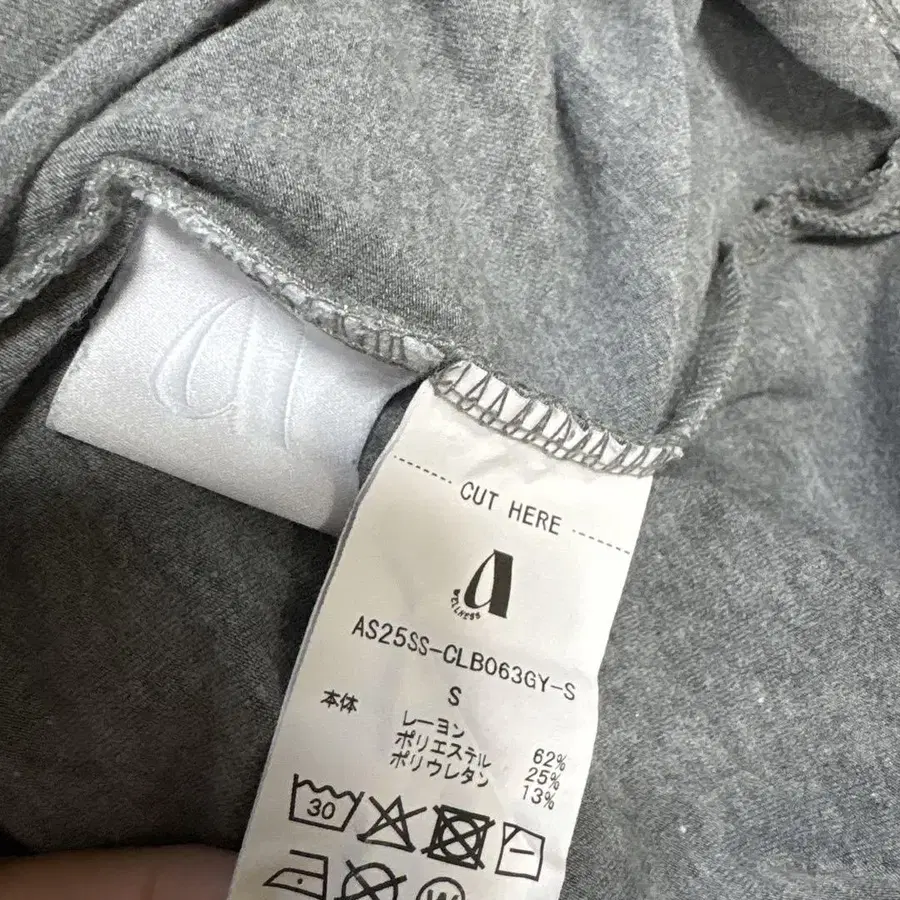 CUT HERE
a
WELLNESS
AS25SS-CLB063GY-S
S
本体
レーヨン 62%
ポリエステル 25%
ポリウレタン 13%
30
W